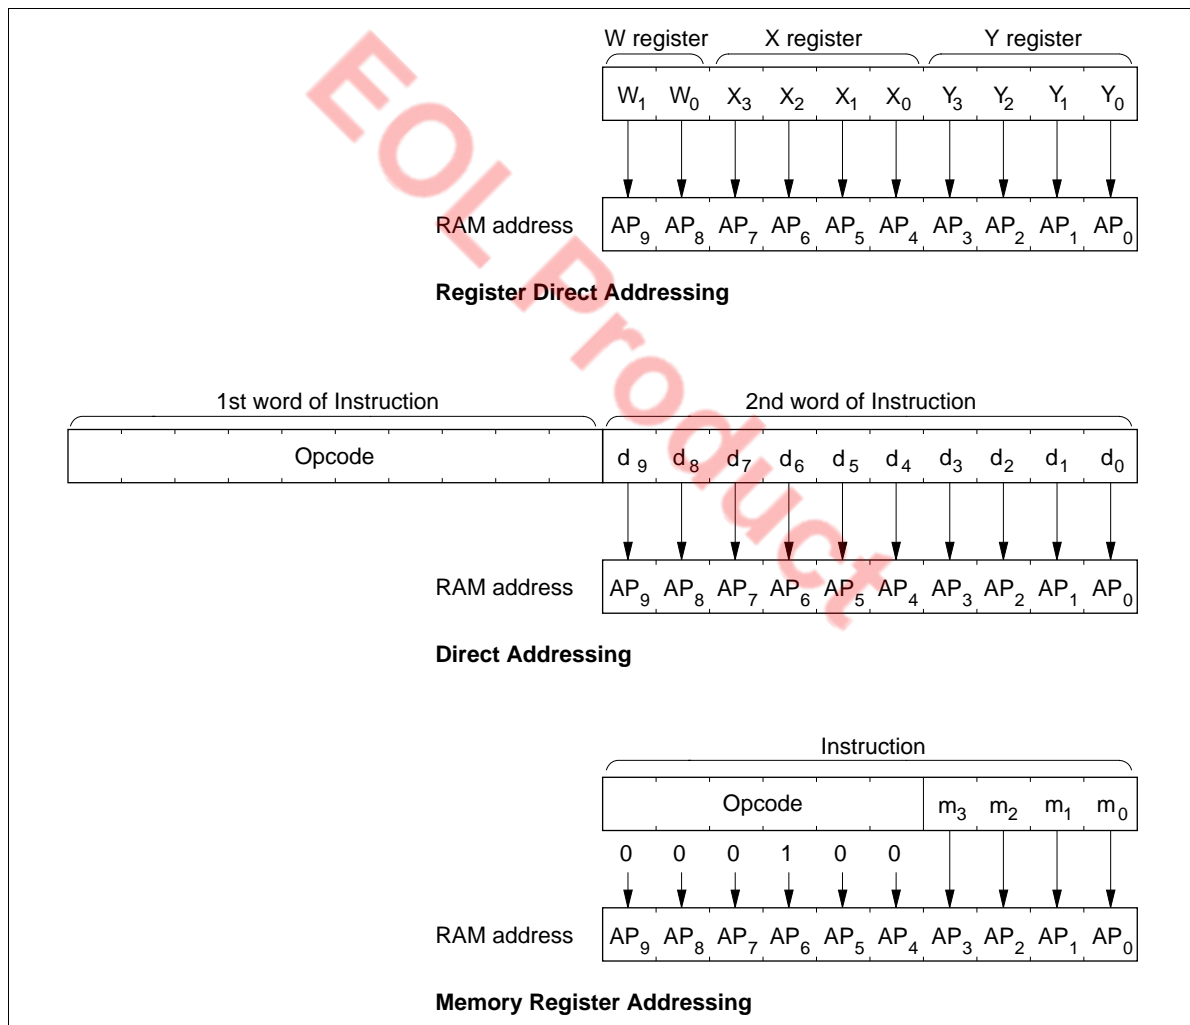 W register X register Y register
W1 W0 X3 X2 X1 X0 Y3 Y2 Y1 Y0
RAM address AP9 AP8 AP7 AP6 AP5 AP4 AP3 AP2 AP1 AP0
Register Direct Addressing
1st word of Instruction 2nd word of Instruction
Opcode d9 d8 d7 d6 d5 d4 d3 d2 d1 d0
RAM address AP9 AP8 AP7 AP6 AP5 AP4 AP3 AP2 AP1 AP0
Direct Addressing
Instruction
Opcode m3 m2 m1 m0
0 0 0 1 0 0
RAM address AP9 AP8 AP7 AP6 AP5 AP4 AP3 AP2 AP1 AP0
Memory Register Addressing
EOL Product